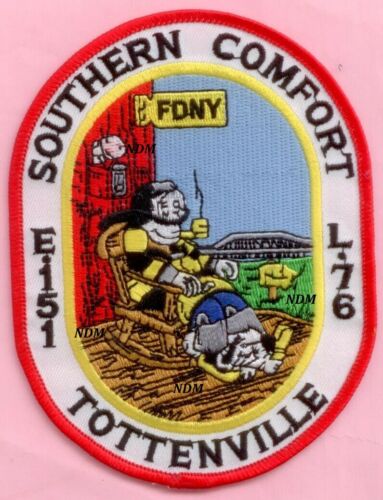 SOUTHERN COMFORT
FDNY
E.151
L.76
TOTTENVILLE
NDM
NDM
NDM
NDM